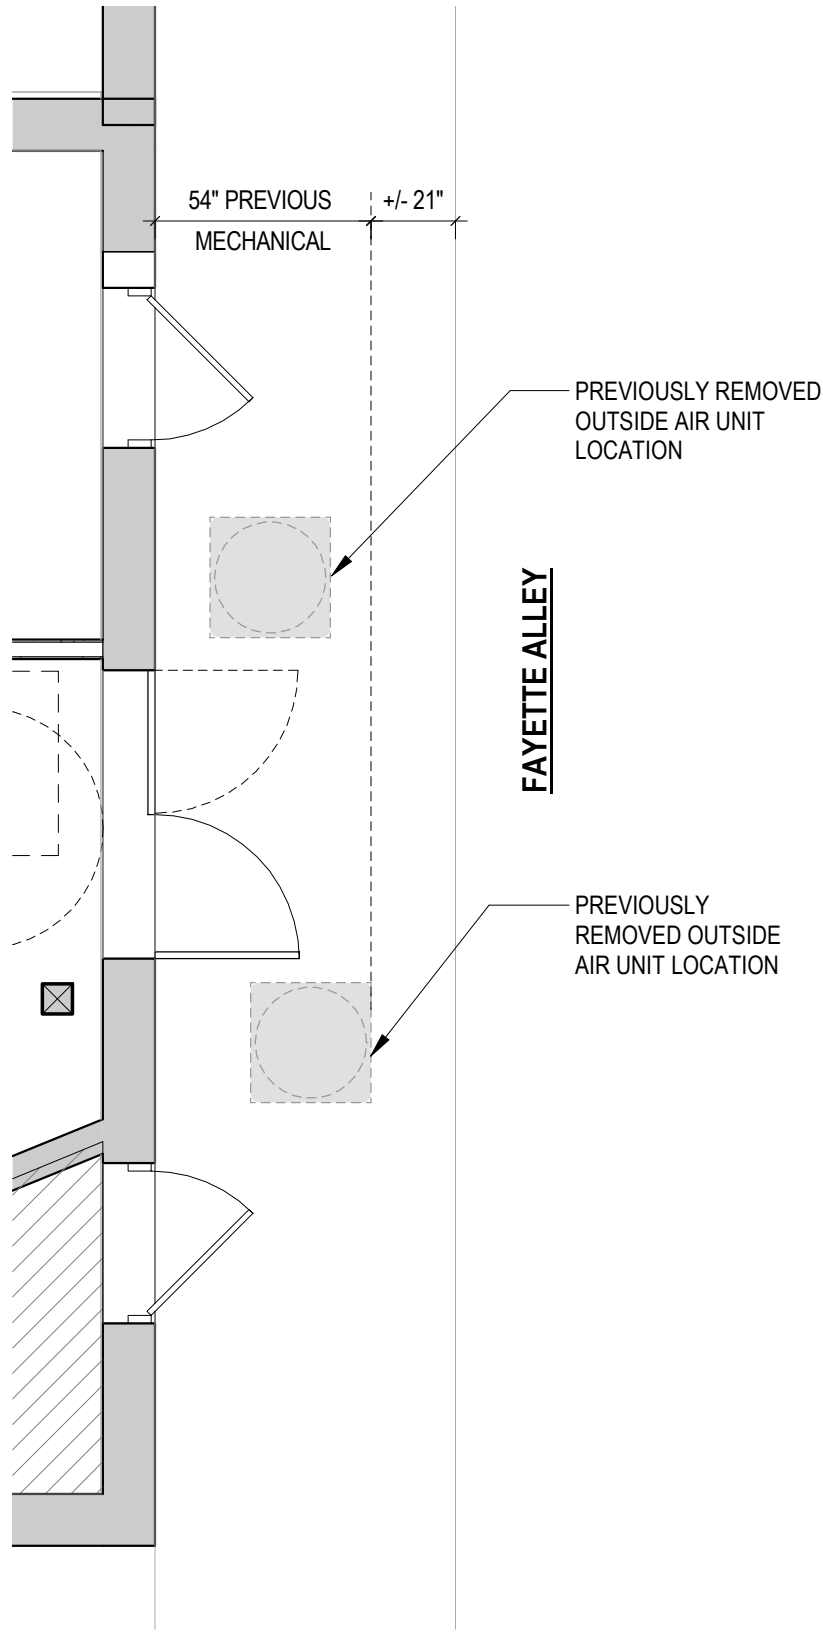 54" PREVIOUS
MECHANICAL
+/- 21"
PREVIOUSLY REMOVED
OUTSIDE AIR UNIT
LOCATION
FAYETTE ALLEY
PREVIOUSLY
REMOVED OUTSIDE
AIR UNIT LOCATION